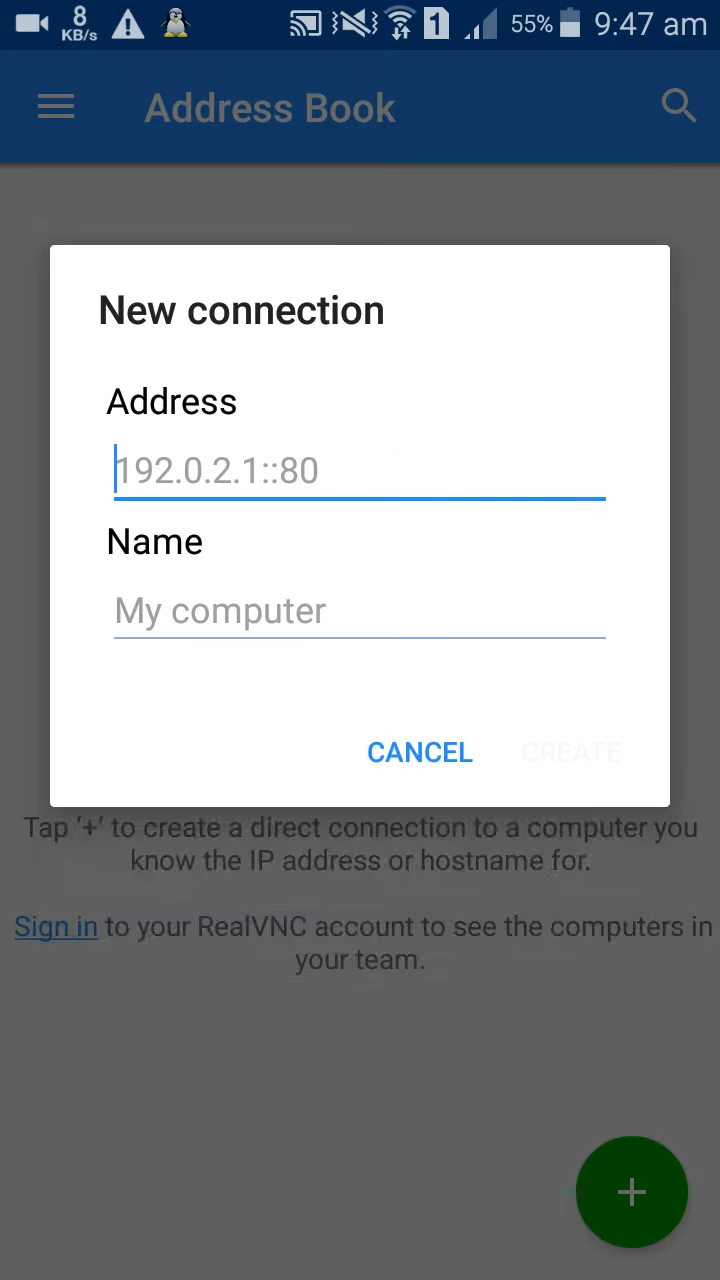 8
KB/s
1
55%
9:47 am
Address Book
New connection
Address
192.0.2.1::80
Name
My computer
CANCEL
CREATE
Tap '+' to create a direct connection to a computer you
know the IP address or hostname for.
Sign in to your RealVNC account to see the computers in
your team.
+